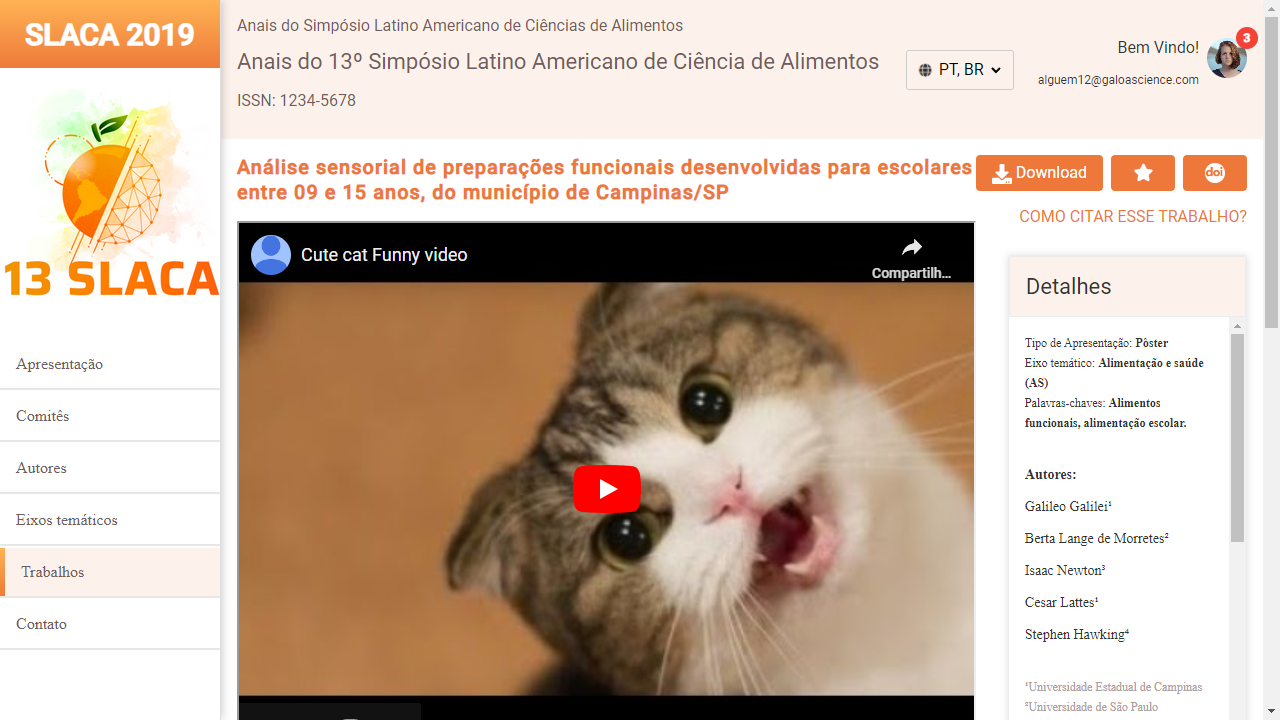 SLACA 2019
13 SLACA
Apresentação
Comitês
Autores
Eixos temáticos
Trabalhos
Contato
Anais do Simpósio Latino Americano de Ciências de Alimentos
Anais do 13º Simpósio Latino Americano de Ciência de Alimentos
ISSN: 1234-5678
PT, BR
Bem Vindo!
3
alguem12@galoascience.com
Análise sensorial de preparações funcionais desenvolvidas para escolares
entre 09 e 15 anos, do município de Campinas/SP
Download
doi
COMO CITAR ESSE TRABALHO?
Cute cat Funny video
Compartilh...
Detalhes
Tipo de Apresentação: Pôster
Eixo temático: Alimentação e saúde
(AS)
Palavras-chaves: Alimentos
funcionais, alimentação escolar.
Autores:
Galileo Galilei¹
Berta Lange de Morretes²
Isaac Newton³
Cesar Lattes¹
Stephen Hawking⁴
¹Universidade Estadual de Campinas
²Universidade de São Paulo